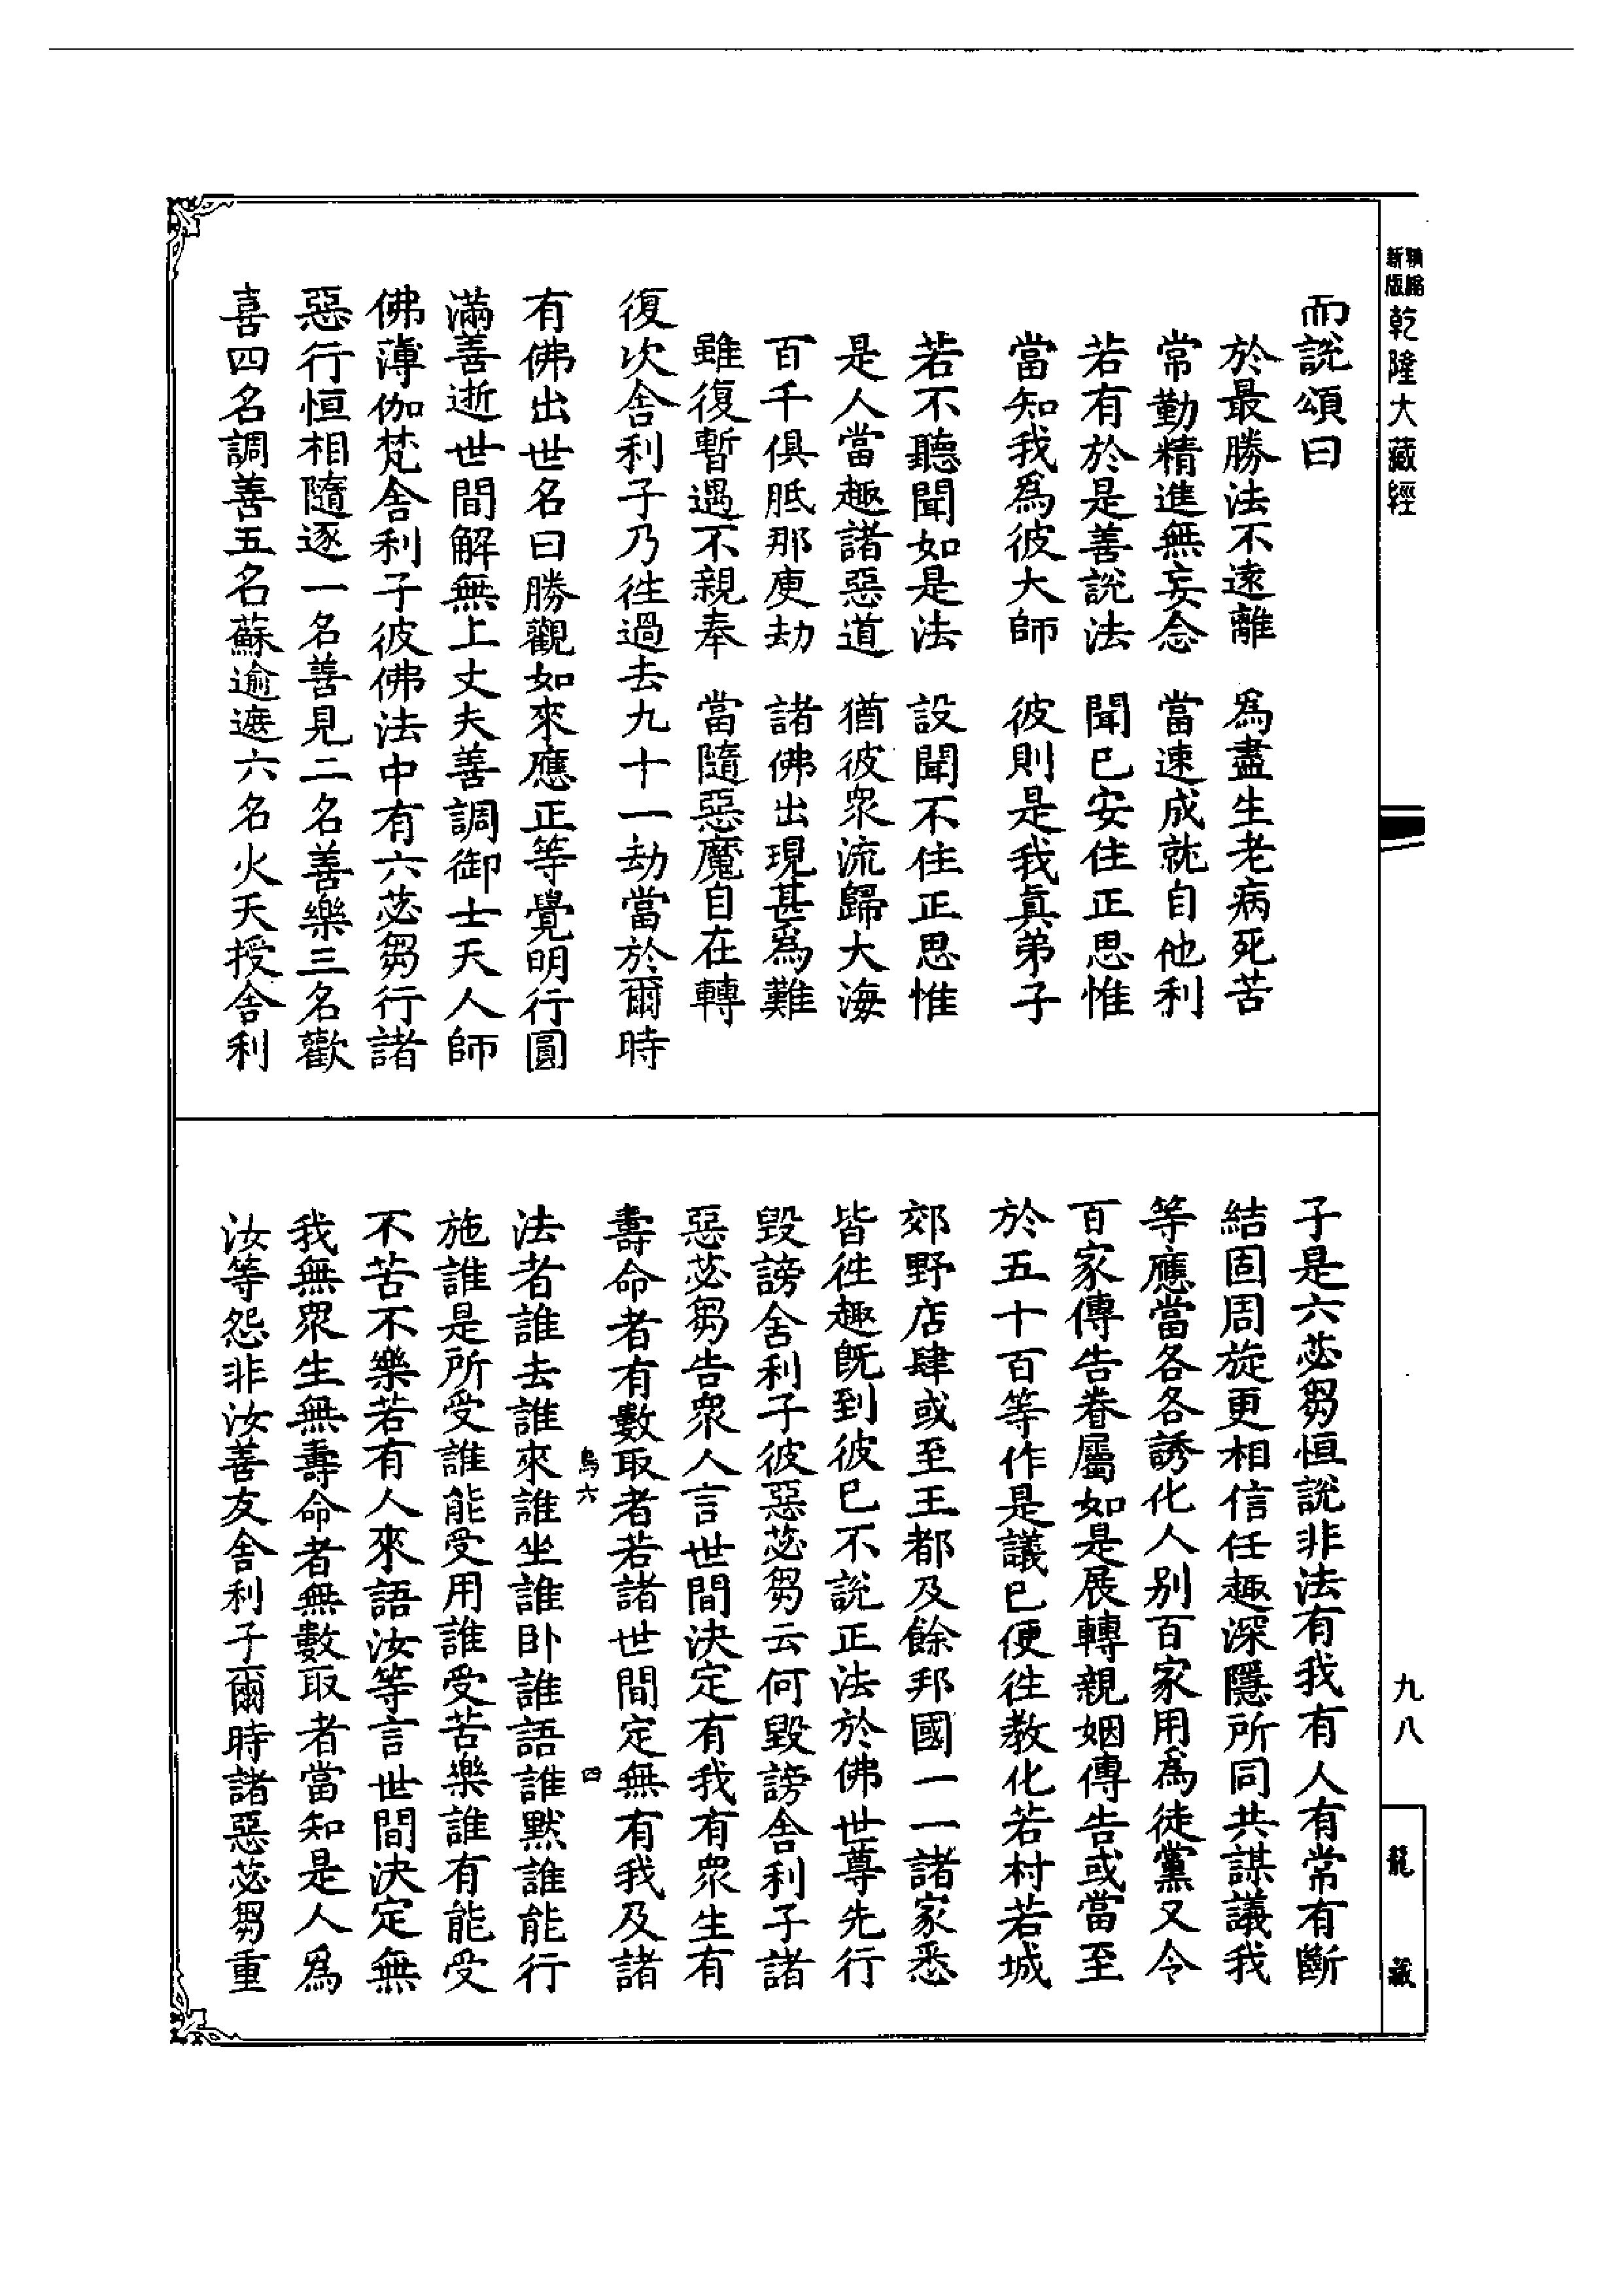 新版
乾隆大藏經
而說頌曰
於最勝法不遠離　為盡生老病死苦
常勤精進無妄念　當速成就自他利
若有於是善說法　聞已安住正思惟
當知我爲彼大師　彼則是我真弟子
若不聽聞如是法　設聞不住正思惟
是人當趣諸惡道　猶彼衆流歸大海
百千俱胝那庾劫　諸佛出現甚爲難
雖復暫遇不親奉　當隨惡魔自在轉
復次舍利子乃往過去九十一劫當於爾時
有佛出世名曰勝觀如來應正等覺明行圓
滿善逝世間解無上丈夫善調御士天人師
佛薄伽梵舍利子彼佛法中有六苾芻行諸
惡行恒相隨逐一名善見二名善樂三名歡
喜四名調善五名蘇逾遮六名火天授舍利
子是六苾芻恒說非法有我有人有常有斷
結固周旋更相信任趣深隱所同共謀議我
等應當各各誘化人别百家用爲徒黨又令
百家傳告眷屬如是展轉親姻傳告或當至
於五十百等作是議已便往教化若村若城
郊野店肆或至王都及餘邦國一一諸家悉
皆往趣既到彼已不說正法於佛世尊先行
毀謗舍利子彼惡苾芻云何毀謗舍利子諸
惡苾芻告衆人言世間決定有我有衆生有
壽命者有數取者若諸世間定無有我及諸
烏六
四
法者誰去誰來誰坐誰卧誰語誰默誰能行
施誰是所受誰能受用誰受苦樂誰有能受
不苦不樂若有人來語汝等言世間決定無
我無衆生無壽命者無數取者當知是人爲
汝等怨非汝善友舍利子爾時諸惡苾芻重
九八
龍藏